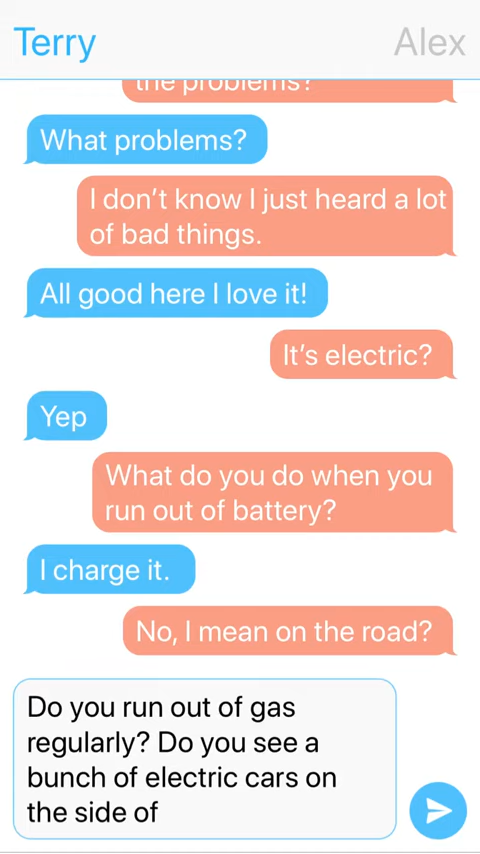 Terry
Alex
the problems?
What problems?
I don’t know I just heard a lot
of bad things.
All good here I love it!
It’s electric?
Yep
What do you do when you
run out of battery?
I charge it.
No, I mean on the road?
Do you run out of gas
regularly? Do you see a
bunch of electric cars on
the side of